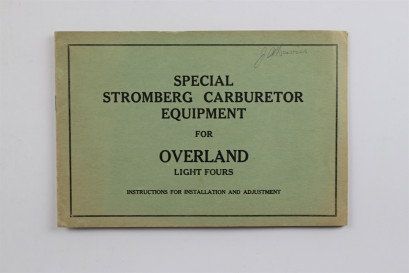 SPECIAL
STROMBERG CARBURETOR
EQUIPMENT
FOR
OVERLAND
LIGHT FOURS
INSTRUCTIONS FOR INSTALLATION AND ADJUSTMENT